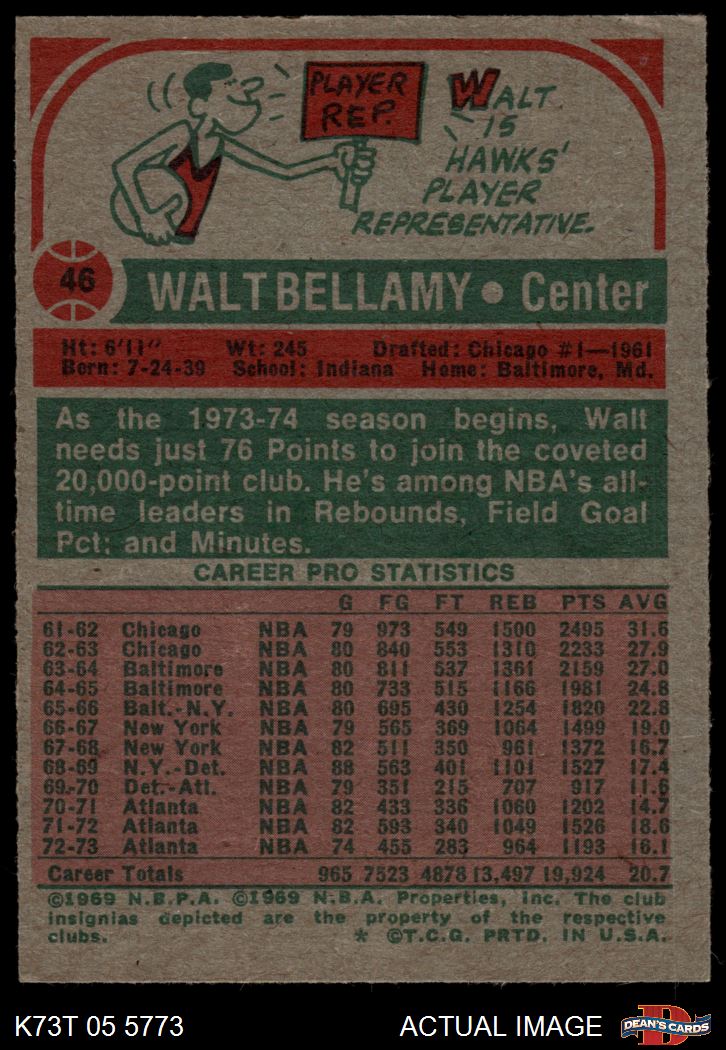 PLAYER
REP.
WALT
IS
HAWKS'
PLAYER
REPRESENTATIVE.
46
WALT BELLAMY • Center
Ht: 6'11" Wt: 245 Drafted: Chicago #1—1961
Born: 7-24-39 School: Indiana Home: Baltimore, Md.
As the 1973-74 season begins, Walt
needs just 76 Points to join the coveted
20,000-point club. He's among NBA's all-
time leaders in Rebounds, Field Goal
Pct; and Minutes.
CAREER PRO STATISTICS
G FG FT REB PTS AVG
61-62 Chicago NBA 79 973 549 1500 2495 31.6
62-63 Chicago NBA 80 840 553 1310 2233 27.9
63-64 Baltimore NBA 80 811 537 1361 2159 27.0
64-65 Baltimore NBA 80 733 515 1166 1981 24.8
65-66 Balt.-N.Y. NBA 80 695 430 1254 1820 22.8
66-67 New York NBA 79 565 369 1064 1499 19.0
67-68 New York NBA 82 511 350 961 1372 16.7
68-69 N.Y.-Det. NBA 88 563 401 1101 1527 17.4
69-70 Det.-Atl. NBA 79 351 215 707 917 11.6
70-71 Atlanta NBA 82 433 336 1060 1202 14.7
71-72 Atlanta NBA 82 593 340 1049 1526 18.6
72-73 Atlanta NBA 74 455 283 964 1193 16.1
Career Totals 965 7523 4878 13,497 19,924 20.7
©1969 N.B.P.A. ©1969 N.B.A. Properties, Inc. The club
insignias depicted are the property of the respective
clubs. * ©T.C.G. PRTD. IN U.S.A.
K73T 05 5773 ACTUAL IMAGE
D
DEAN'S CARDS